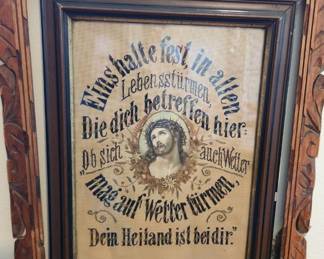 Eins halte fest, in allen
Lebensstürmen,
Die dich betreffen hier:
„Ob sich auch Wetter
mag auf Wetter türmen,
Dein Heiland ist bei dir."